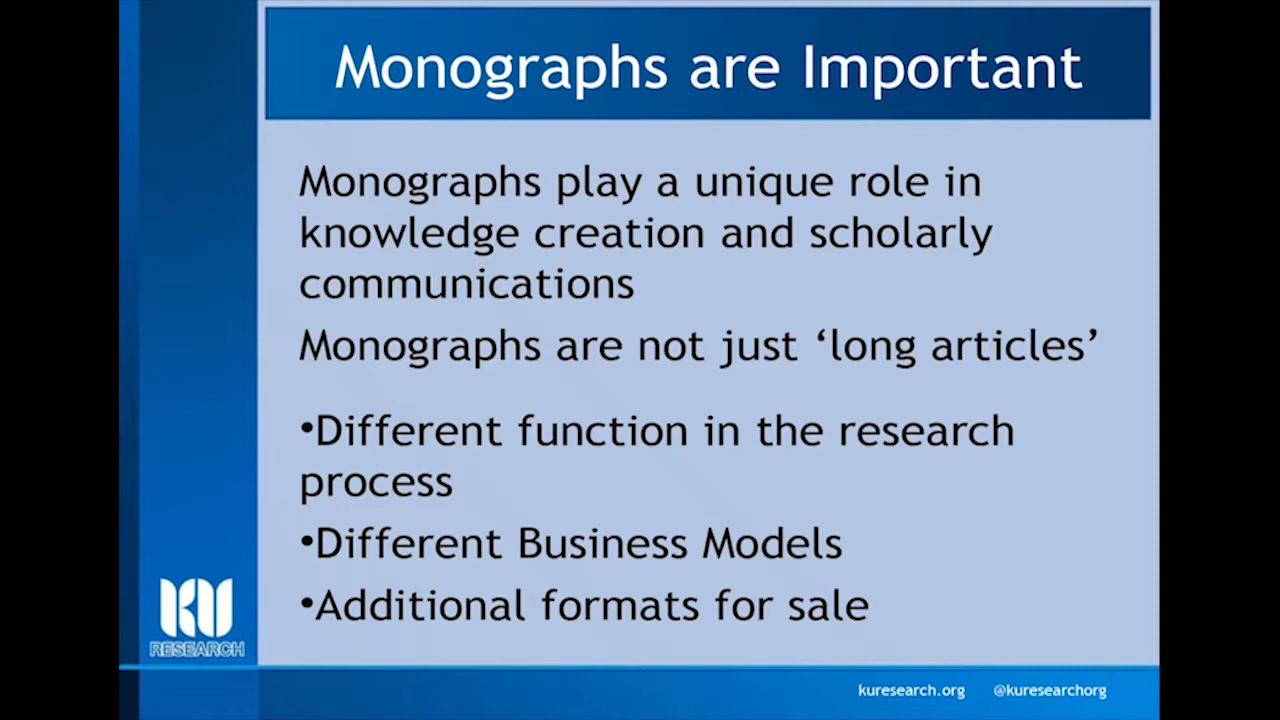 Monographs are Important
Monographs play a unique role in
knowledge creation and scholarly
communications
Monographs are not just ‘long articles’
•Different function in the research
process
•Different Business Models
•Additional formats for sale
KU
RESEARCH
kuresearch.org @kuresearchorg